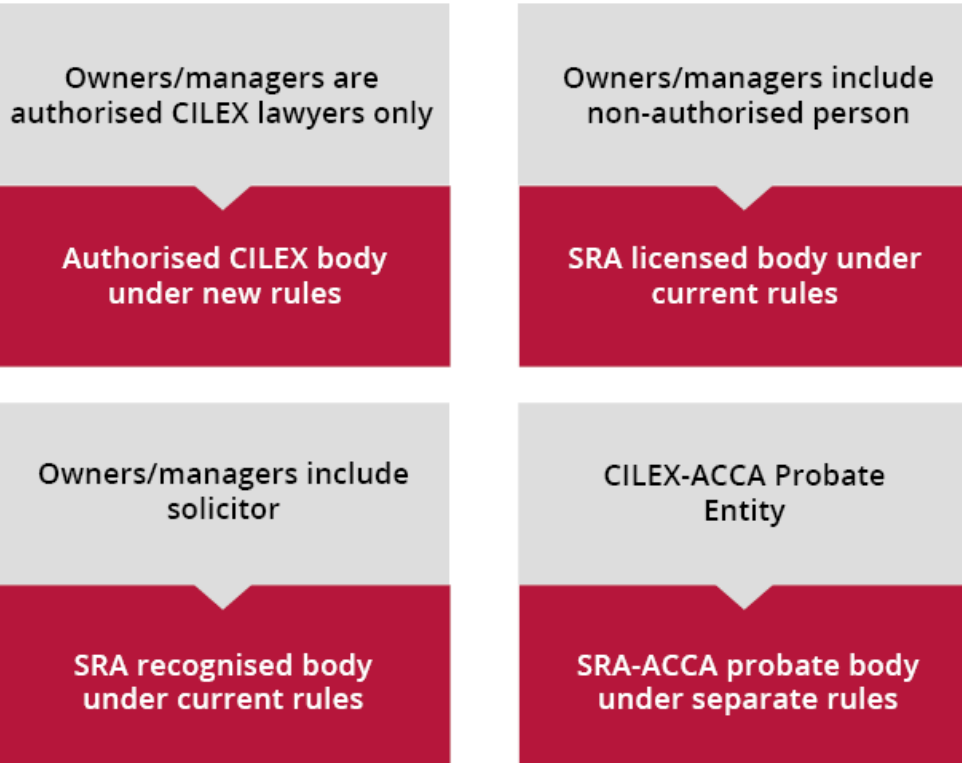 Owners/managers are
authorised CILEX lawyers only
Authorised CILEX body
under new rules
Owners/managers include
non-authorised person
SRA licensed body under
current rules
Owners/managers include
solicitor
SRA recognised body
under current rules
CILEX-ACCA Probate
Entity
SRA-ACCA probate body
under separate rules